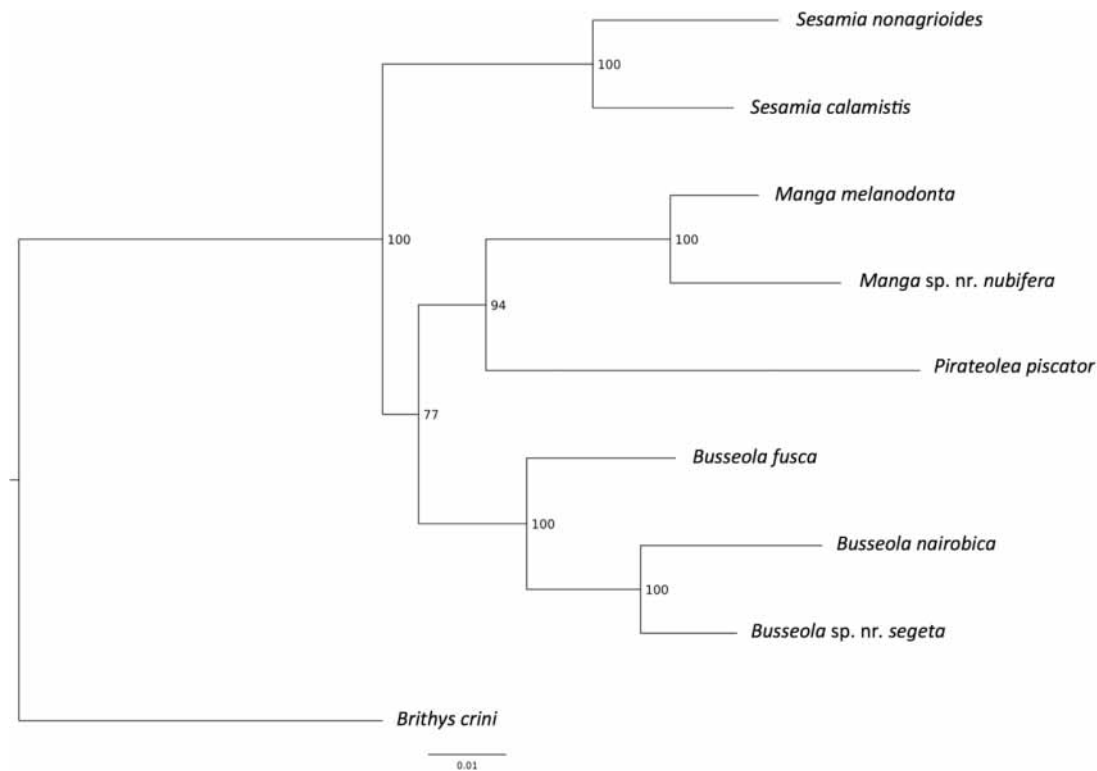 Sesamia nonagrioides
100
Sesamia calamistis
Manga melanodonta
100
100
Manga sp. nr. nubifera
94
Pirateolea piscator
77
Busseola fusca
100
Busseola nairobica
100
Busseola sp. nr. segeta
Brithys crini
0.01